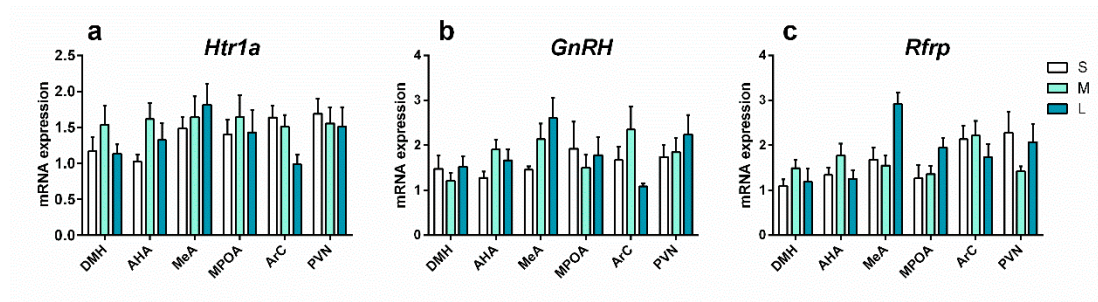 a
Htr1a
mRNA expression
2.5
2.0
1.5
1.0
0.5
0.0
DMH AHA MeA MPOA ArC PVN
b
GnRH
mRNA expression
4
3
2
1
0
DMH AHA MeA MPOA ArC PVN
c
Rfrp
mRNA expression
4
3
2
1
0
DMH AHA MeA MPOA ArC PVN
S
M
L